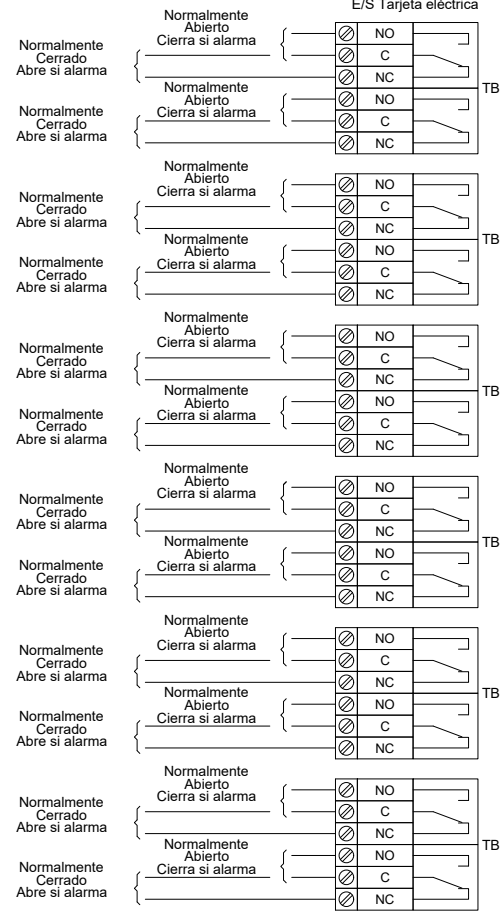 E/S Tarjeta eléctrica
Normalmente
Abierto
Cierra si alarma
NO
Normalmente
Cerrado
Abre si alarma
C
NC
TB
Normalmente
Abierto
Cierra si alarma
NO
Normalmente
Cerrado
Abre si alarma
C
NC
Normalmente
Abierto
Cierra si alarma
NO
Normalmente
Cerrado
Abre si alarma
C
NC
TB
Normalmente
Abierto
Cierra si alarma
NO
Normalmente
Cerrado
Abre si alarma
C
NC
Normalmente
Abierto
Cierra si alarma
NO
Normalmente
Cerrado
Abre si alarma
C
NC
TB
Normalmente
Abierto
Cierra si alarma
NO
Normalmente
Cerrado
Abre si alarma
C
NC
Normalmente
Abierto
Cierra si alarma
NO
Normalmente
Cerrado
Abre si alarma
C
NC
TB
Normalmente
Abierto
Cierra si alarma
NO
Normalmente
Cerrado
Abre si alarma
C
NC
Normalmente
Abierto
Cierra si alarma
NO
Normalmente
Cerrado
Abre si alarma
C
NC
TB
Normalmente
Abierto
Cierra si alarma
NO
Normalmente
Cerrado
Abre si alarma
C
NC
Normalmente
Abierto
Cierra si alarma
NO
Normalmente
Cerrado
Abre si alarma
C
NC
TB
Normalmente
Abierto
Cierra si alarma
NO
Normalmente
Cerrado
Abre si alarma
C
NC